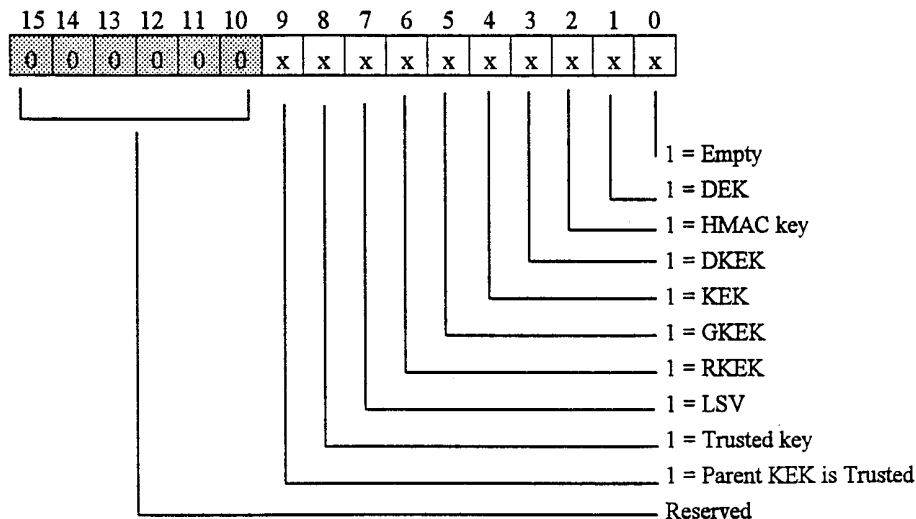 15 14 13 12 11 10 9 8 7 6 5 4 3 2 1 0
0 0 0 0 0 0 x x x x x x x x x x
1 = Empty
1 = DEK
1 = HMAC key
1 = DKEK
1 = KEK
1 = GKEK
1 = RKEK
1 = LSV
1 = Trusted key
1 = Parent KEK is Trusted
Reserved